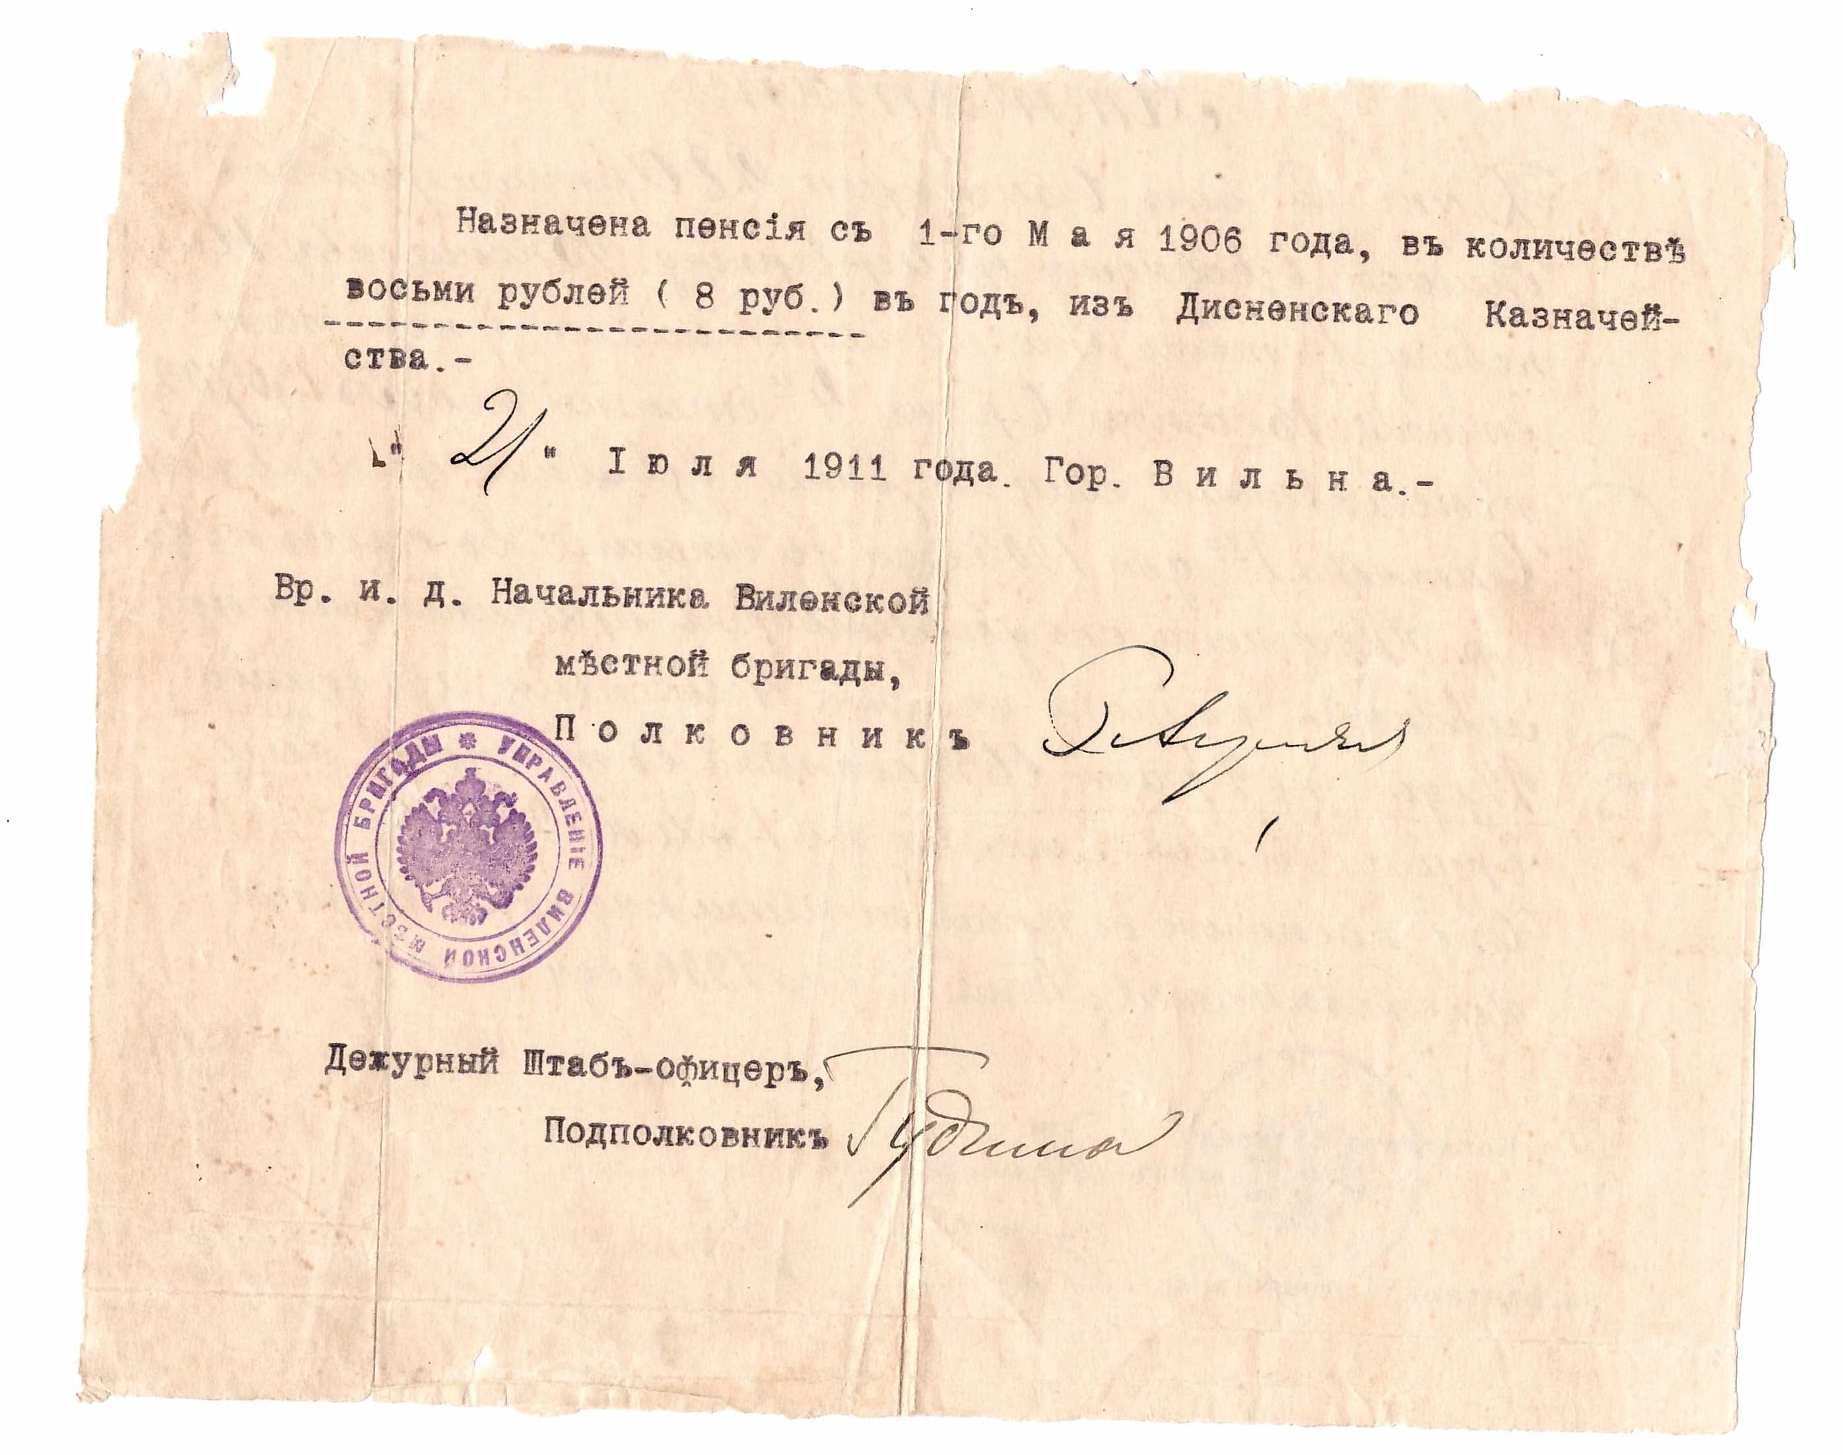 Назначена пенсія съ 1-го М а я 1906 года, въ количествѣ
восьми рублей ( 8 руб.) въ годъ, изъ Дисненскаго Казначей-
ства.-
" 21 " І ю л я 1911 года. Гор. В и л ь н а.-
Вр. и. д. Начальника Виленской
мѣстной бригады,
П о л к о в н и к ъ
УПРАВЛЕНІЕ ВИЛЕНСКОЙ МѢСТНОЙ БРИГАДЫ *
Дежурный Штабъ-офицеръ,
Подполковникъ